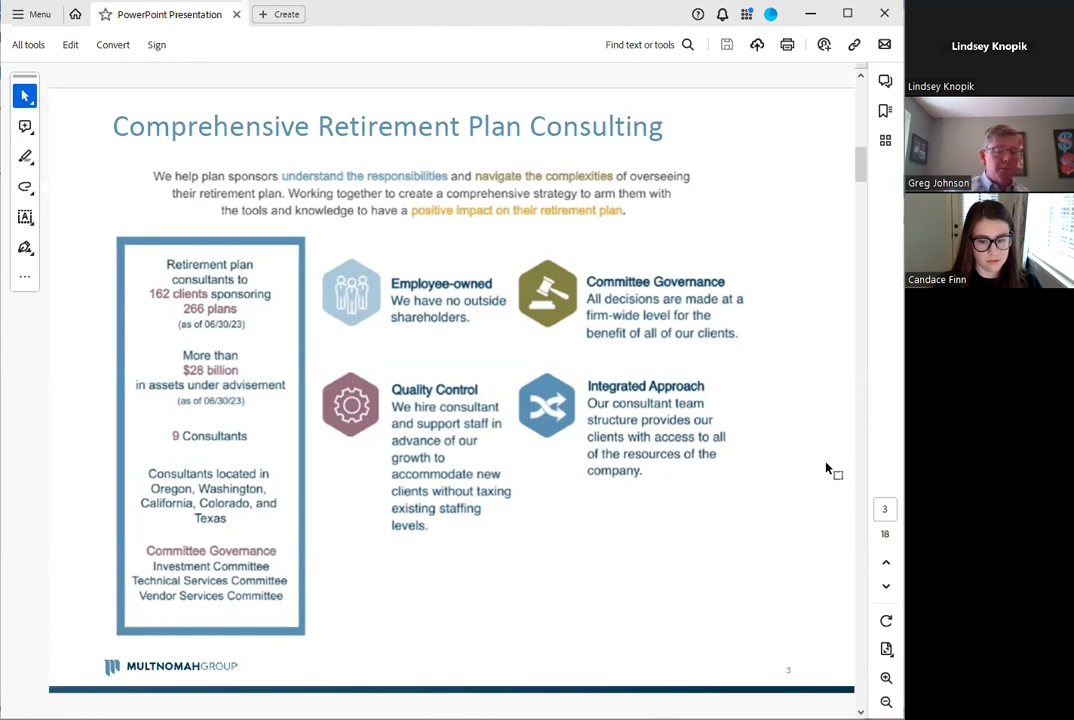 Menu
PowerPoint Presentation
Create
All tools
Edit
Convert
Sign
Find text or tools
Comprehensive Retirement Plan Consulting
We help plan sponsors understand the responsibilities and navigate the complexities of overseeing
their retirement plan. Working together to create a comprehensive strategy to arm them with
the tools and knowledge to have a positive impact on their retirement plan.
Retirement plan
consultants to
162 clients sponsoring
266 plans
(as of 06/30/23)
More than
$28 billion
in assets under advisement
(as of 06/30/23)
9 Consultants
Consultants located in
Oregon, Washington,
California, Colorado, and
Texas
Committee Governance
Investment Committee
Technical Services Committee
Vendor Services Committee
Employee-owned
We have no outside
shareholders.
Committee Governance
All decisions are made at a
firm-wide level for the
benefit of all of our clients.
Quality Control
We hire consultant
and support staff in
advance of our
growth to
accommodate new
clients without taxing
existing staffing
levels.
Integrated Approach
Our consultant team
structure provides our
clients with access to all
of the resources of the
company.
MULTNOMAHGROUP
3
3
18
Lindsey Knopik
Lindsey Knopik
Greg Johnson
Candace Finn